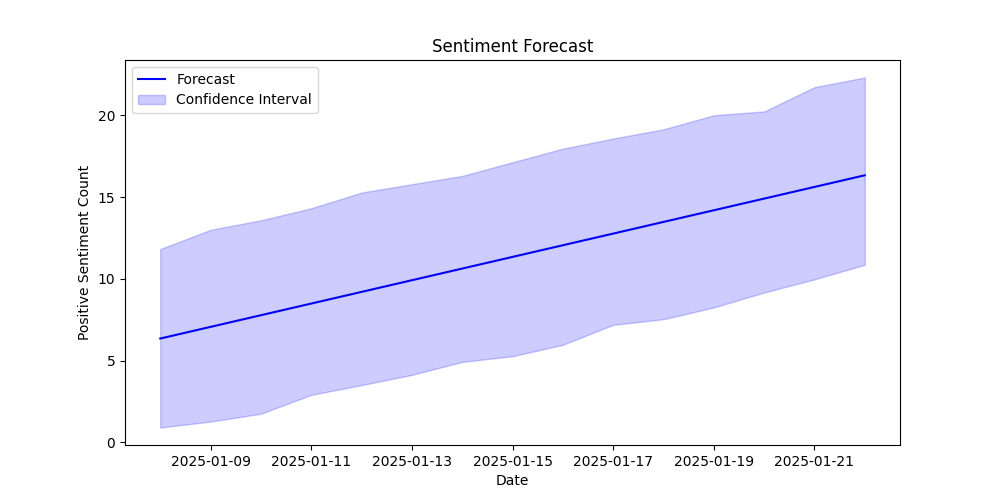 Sentiment Forecast
Forecast
Confidence Interval
Positive Sentiment Count
20
15
10
5
0
2025-01-09 2025-01-11 2025-01-13 2025-01-15 2025-01-17 2025-01-19 2025-01-21
Date